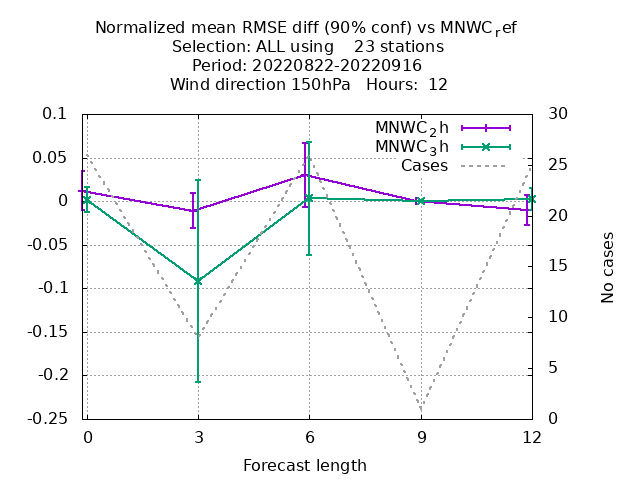 Normalized mean RMSE diff (90% conf) vs MNWC_ref
Selection: ALL using 23 stations
Period: 20220822-20220916
Wind direction 150hPa Hours: 12
MNWC_2h
MNWC_3h
Cases
0.1
0.05
0
-0.05
-0.1
-0.15
-0.2
-0.25
30
25
20
15
10
5
0
No cases
0 3 6 9 12
Forecast length